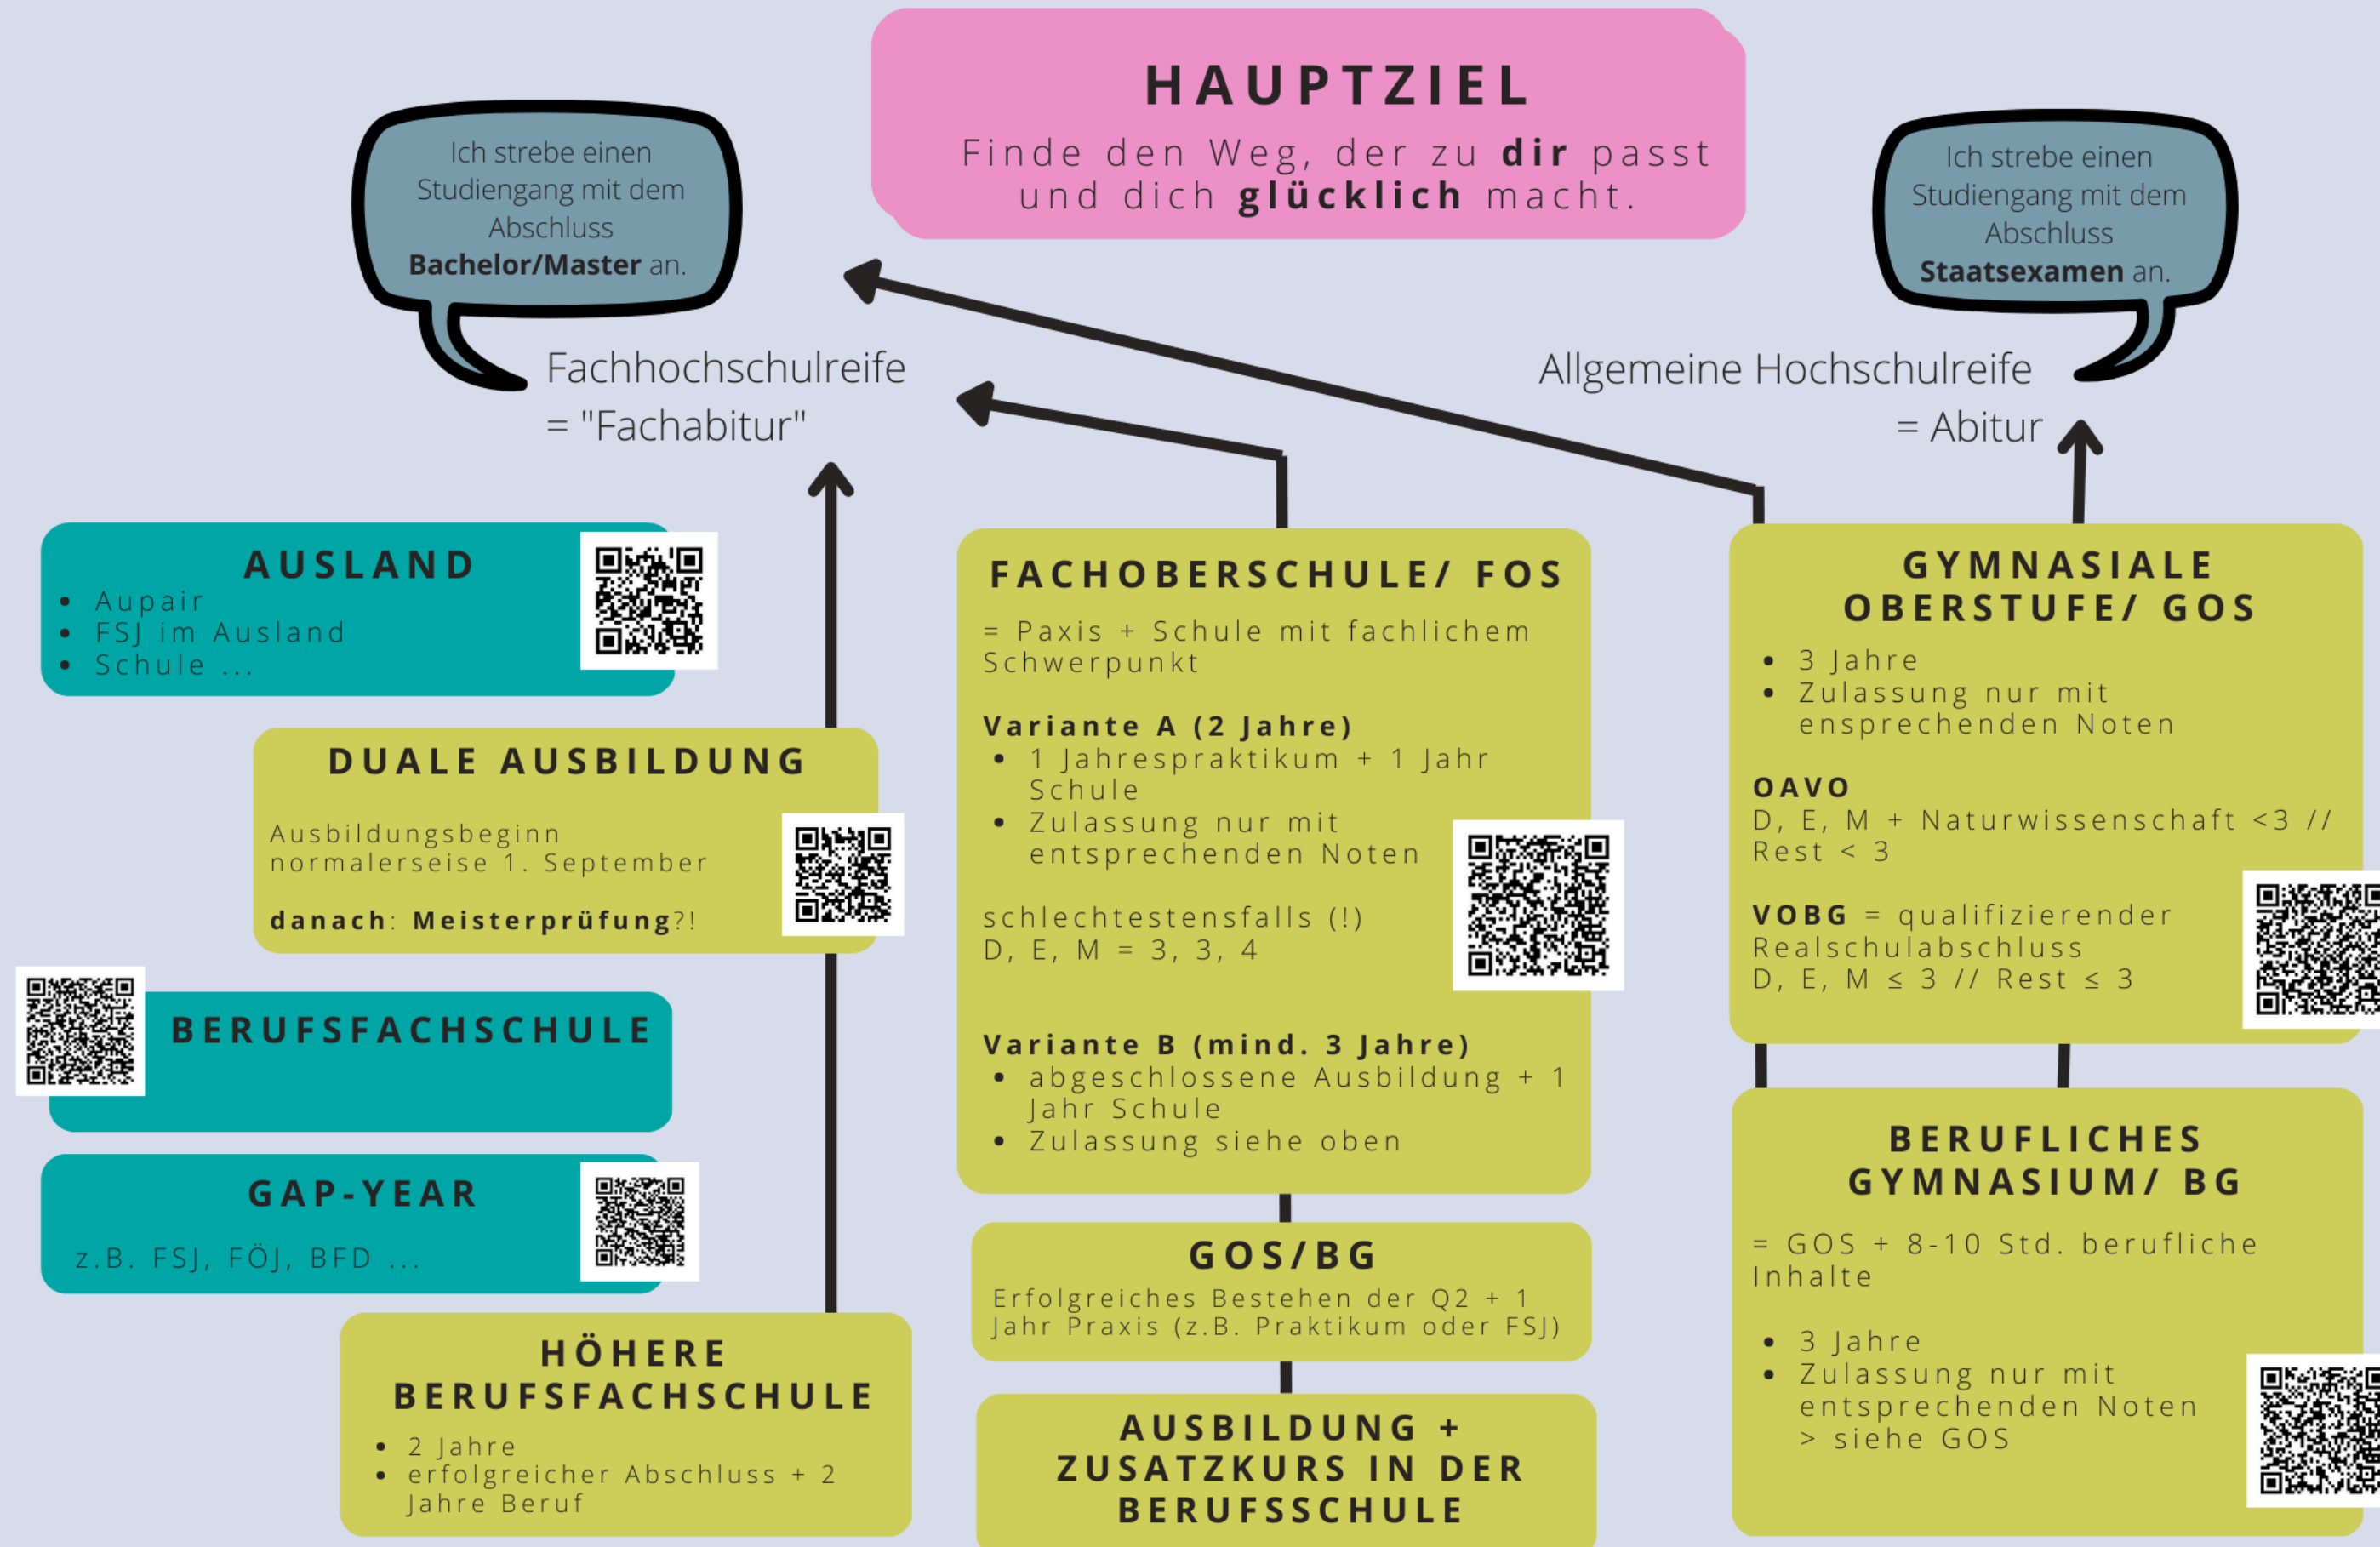 HAUPTZIEL
Finde den Weg, der zu dir passt
und dich glücklich macht.
Ich strebe einen
Studiengang mit dem
Abschluss
Bachelor/Master an.
Ich strebe einen
Studiengang mit dem
Abschluss
Staatsexamen an.
Fachhochschulreife
= "Fachabitur"
Allgemeine Hochschulreife
= Abitur
AUSLAND
• Aupair
• FSJ im Ausland
• Schule ...
DUALE AUSBILDUNG
Ausbildungsbeginn
normalerseise 1. September
danach: Meisterprüfung?!
BERUFSFACHSCHULE
GAP-YEAR
z.B. FSJ, FÖJ, BFD ...
HÖHERE
BERUFSFACHSCHULE
• 2 Jahre
• erfolgreicher Abschluss + 2
Jahre Beruf
FACHOBERSCHULE/ FOS
= Paxis + Schule mit fachlichem
Schwerpunkt
Variante A (2 Jahre)
• 1 Jahrespraktikum + 1 Jahr
Schule
• Zulassung nur mit
entsprechenden Noten
schlechtestensfalls (!)
D, E, M = 3, 3, 4
Variante B (mind. 3 Jahre)
• abgeschlossene Ausbildung + 1
Jahr Schule
• Zulassung siehe oben
GOS/BG
Erfolgreiches Bestehen der Q2 + 1
Jahr Praxis (z.B. Praktikum oder FSJ)
AUSBILDUNG +
ZUSATZKURS IN DER
BERUFSSCHULE
GYMNASIALE
OBERSTUFE/ GOS
• 3 Jahre
• Zulassung nur mit
ensprechenden Noten
OAVO
D, E, M + Naturwissenschaft <3 //
Rest < 3
VOBG = qualifizierender
Realschulabschluss
D, E, M ≤ 3 // Rest ≤ 3
BERUFLICHES
GYMNASIUM/ BG
= GOS + 8-10 Std. berufliche
Inhalte
• 3 Jahre
• Zulassung nur mit
entsprechenden Noten
> siehe GOS